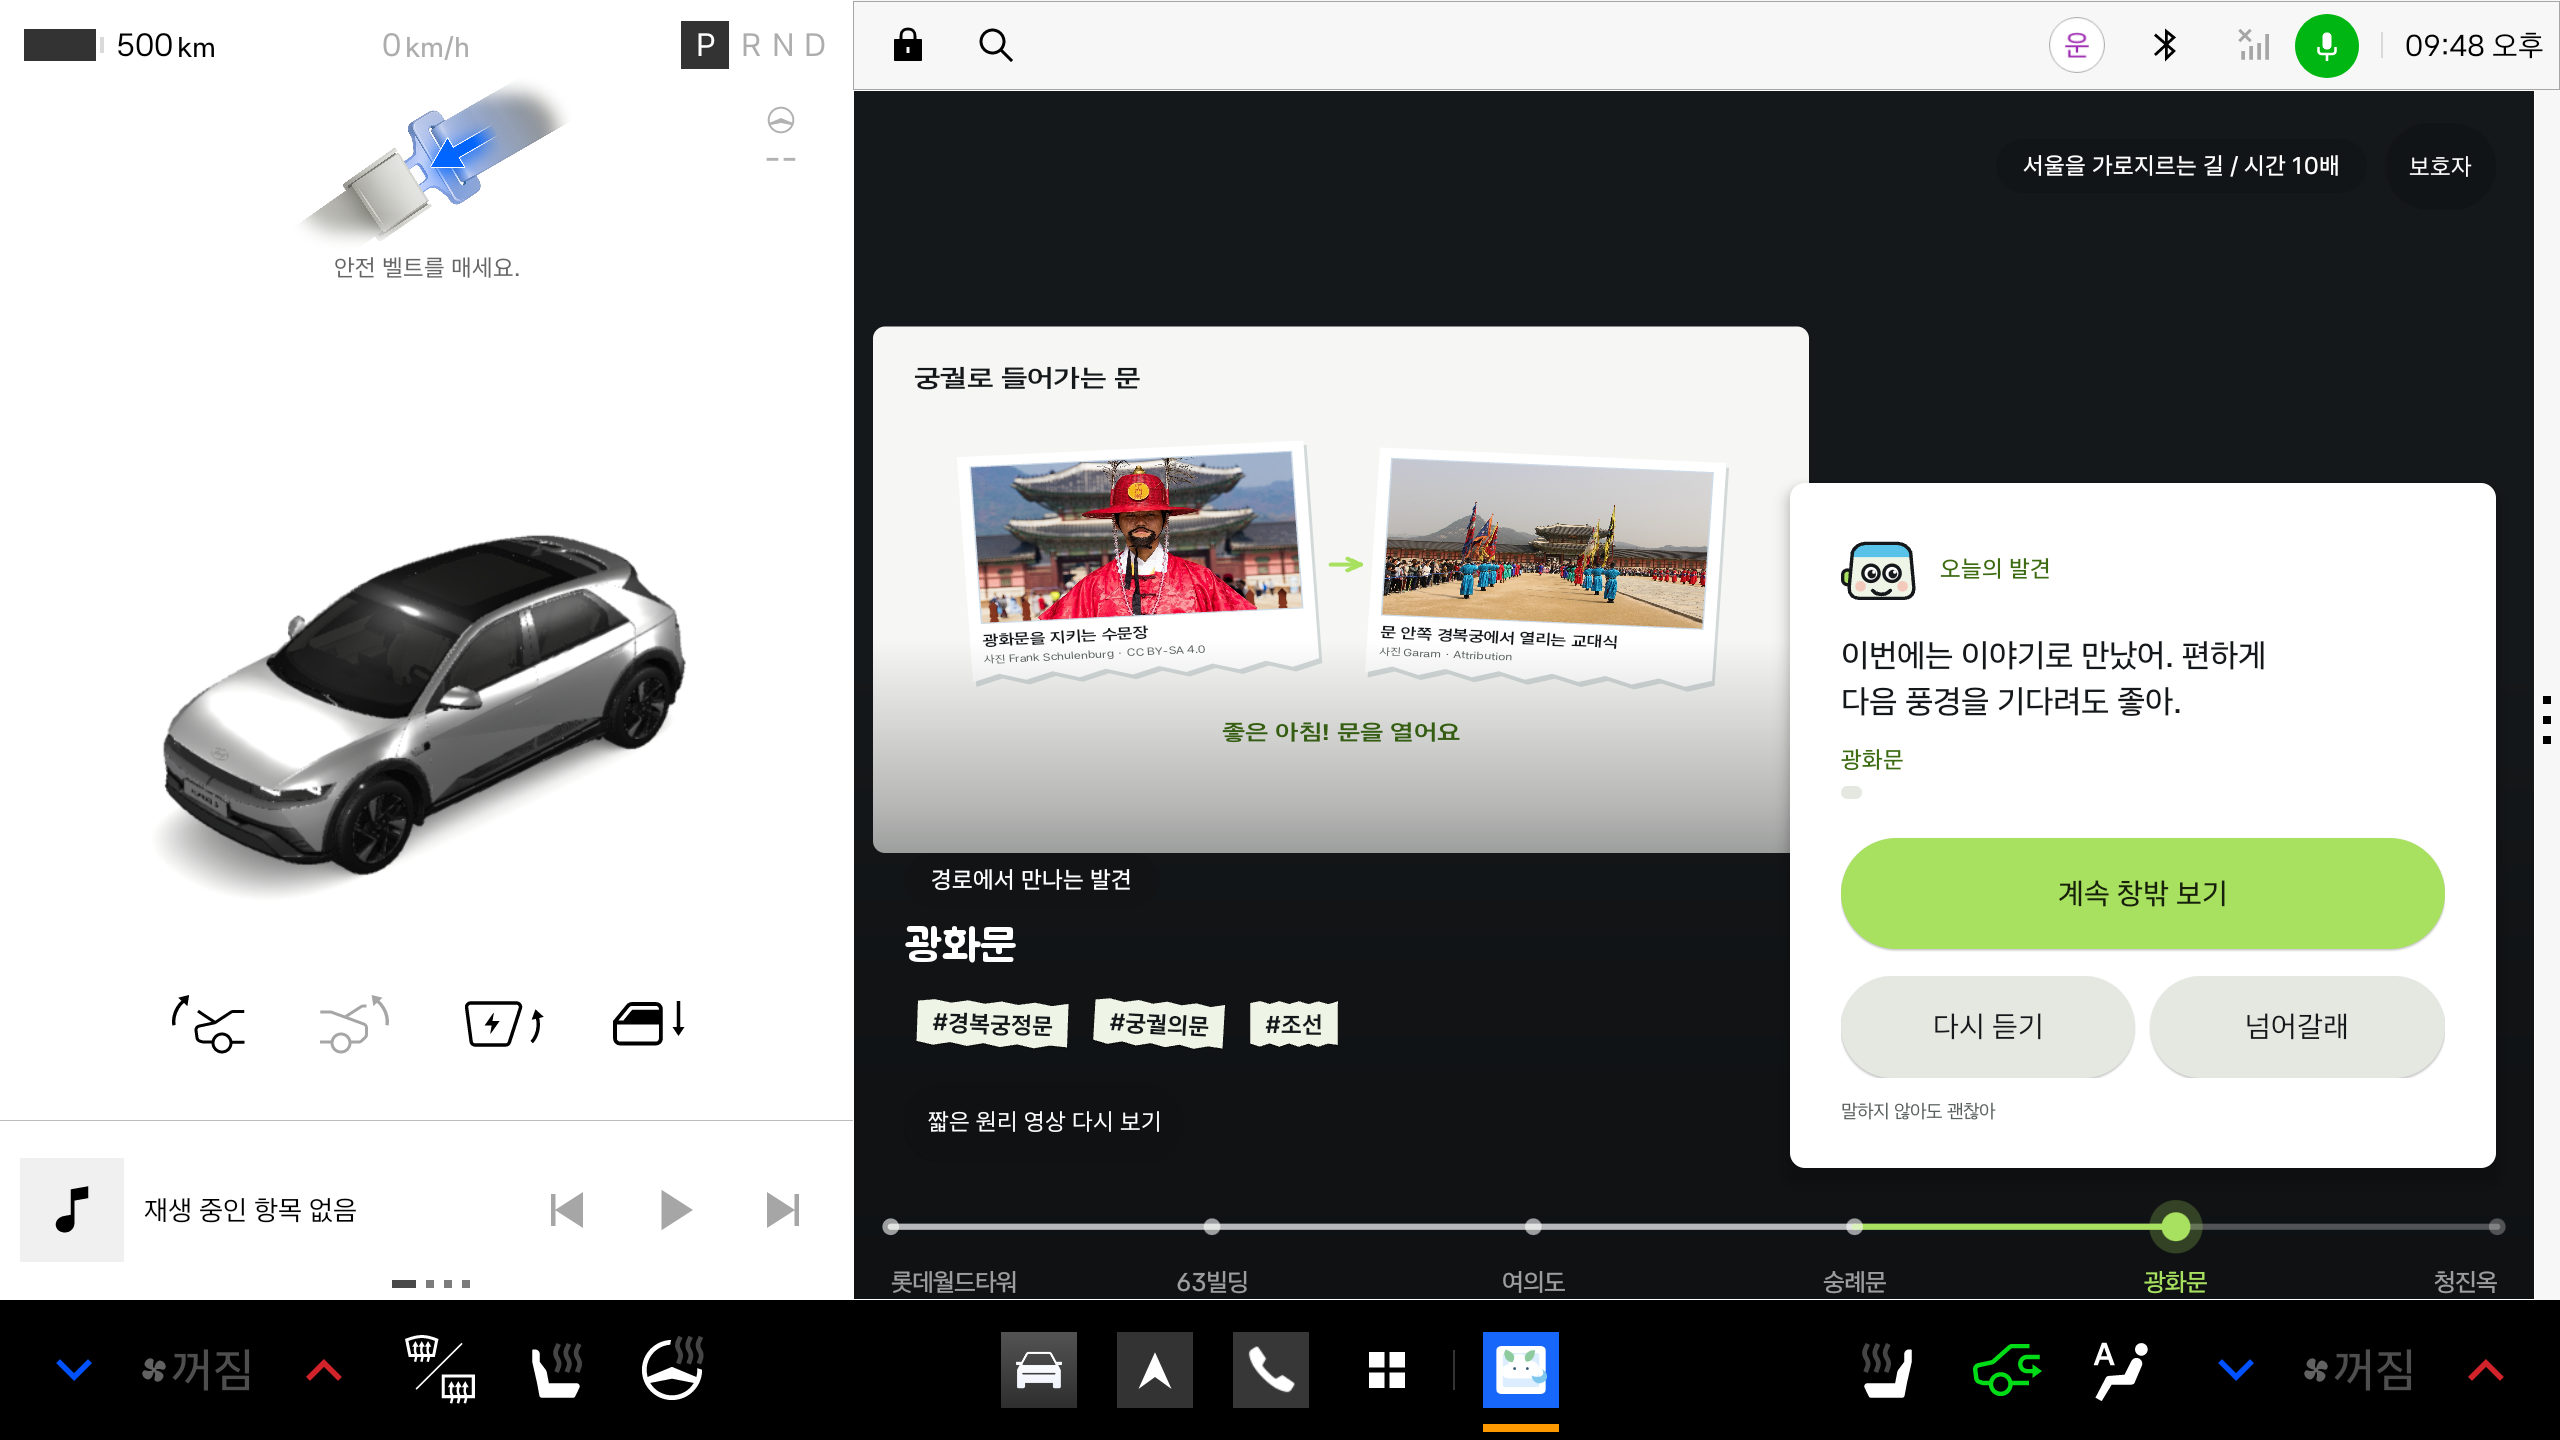 500 km
0 km/h
P R N D
안전 벨트를 매세요.
재생 중인 항목 없음
운
09:48 오후
서울을 가로지르는 길 / 시간 10배
보호자
궁궐로 들어가는 문
광화문을 지키는 수문장
사진 Frank Schulenburg · CC BY-SA 4.0
문 안쪽 경복궁에서 열리는 교대식
사진 Garam · Attribution
좋은 아침! 문을 열어요
경로에서 만나는 발견
광화문
#경복궁정문
#궁궐의문
#조선
짧은 원리 영상 다시 보기
오늘의 발견
이번에는 이야기로 만났어. 편하게
다음 풍경을 기다려도 좋아.
광화문
계속 창밖 보기
다시 듣기
넘어갈래
말하지 않아도 괜찮아
롯데월드타워
63빌딩
여의도
숭례문
광화문
청진옥
꺼짐
A
꺼짐